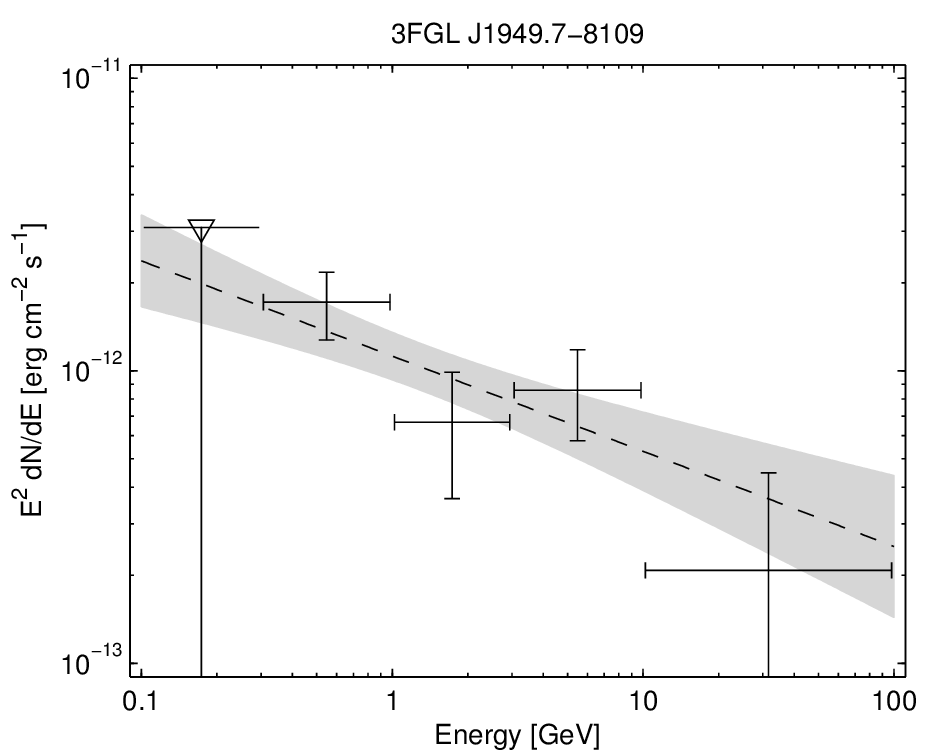 3FGL J1949.7−8109
10⁻¹¹
10⁻¹²
10⁻¹³
E² dN/dE [erg cm⁻² s⁻¹]
0.1 1 10 100
Energy [GeV]